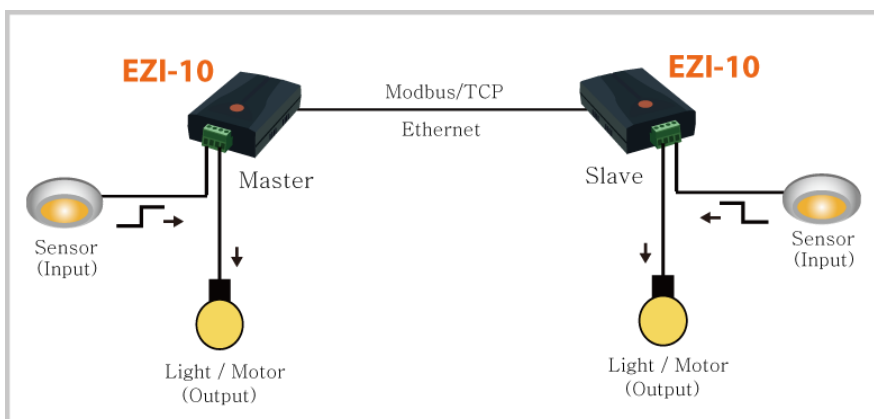 EZI-10
EZI-10
Modbus/TCP
Ethernet
Master
Slave
Sensor
(Input)
Sensor
(Input)
Light / Motor
(Output)
Light / Motor
(Output)